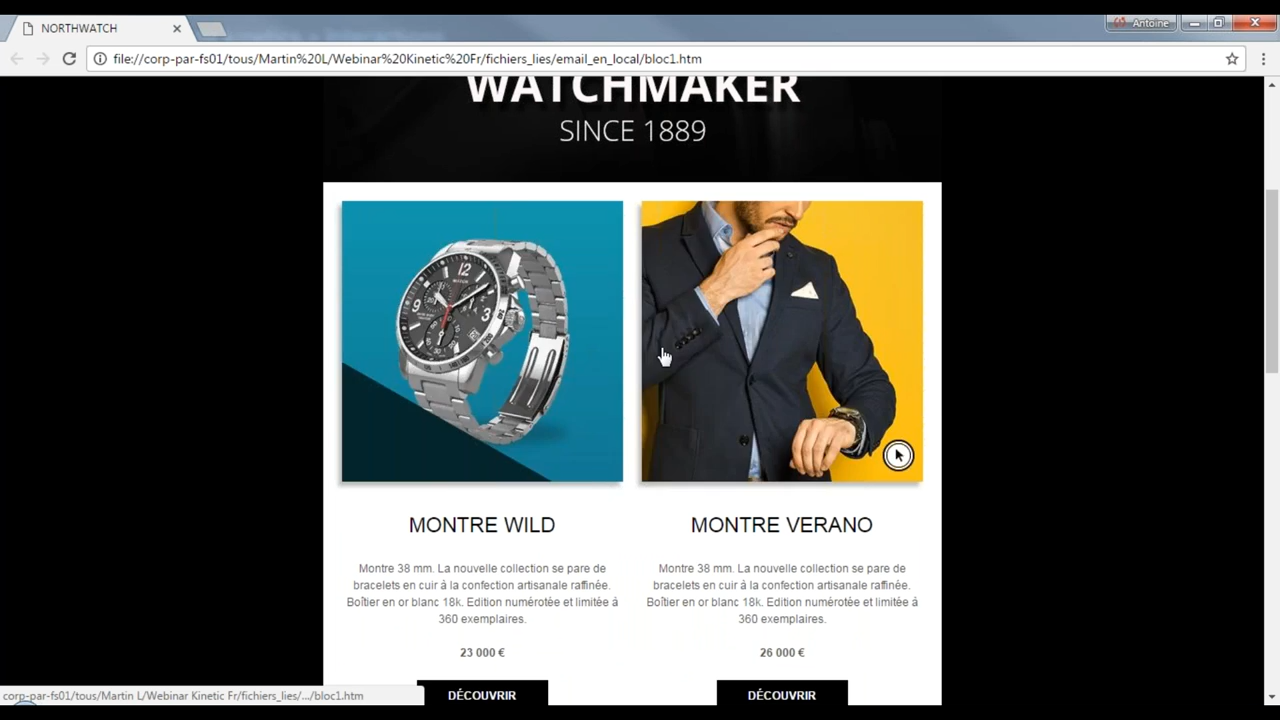 NORTHWATCH
Antoine
file://corp-par-fs01/tous/Martin%20L/Webinar%20Kinetic%20Fr/fichiers_lies/email_en_local/bloc1.htm
WATCHMAKER
SINCE 1889
12
9
3
MONTRE WILD
MONTRE VERANO
Montre 38 mm. La nouvelle collection se pare de
bracelets en cuir à la confection artisanale raffinée.
Boîtier en or blanc 18k. Edition numérotée et limitée à
360 exemplaires.
Montre 38 mm. La nouvelle collection se pare de
bracelets en cuir à la confection artisanale raffinée.
Boîtier en or blanc 18k. Edition numérotée et limitée à
360 exemplaires.
23 000 €
26 000 €
DÉCOUVRIR
DÉCOUVRIR
corp-par-fs01/tous/Martin L/Webinar Kinetic Fr/fichiers_lies/.../bloc1.htm